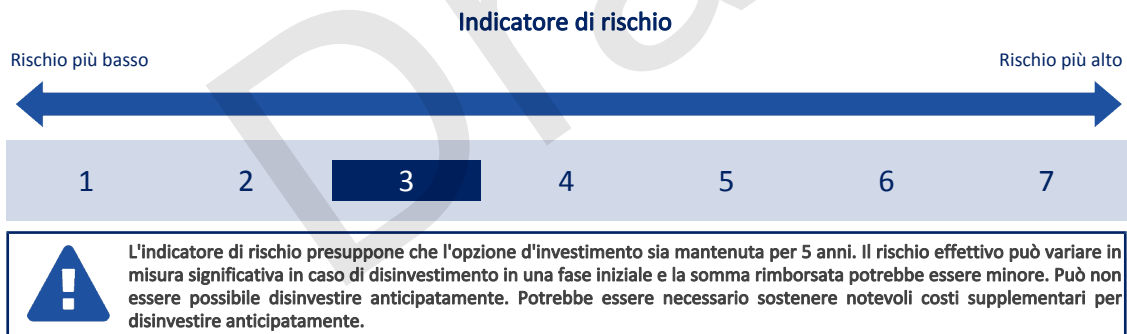 Indicatore di rischio
Rischio più basso
Rischio più alto
1 2 3 4 5 6 7
L'indicatore di rischio presuppone che l'opzione d'investimento sia mantenuta per 5 anni. Il rischio effettivo può variare in
misura significativa in caso di disinvestimento in una fase iniziale e la somma rimborsata potrebbe essere minore. Può non
essere possibile disinvestire anticipatamente. Potrebbe essere necessario sostenere notevoli costi supplementari per
disinvestire anticipatamente.